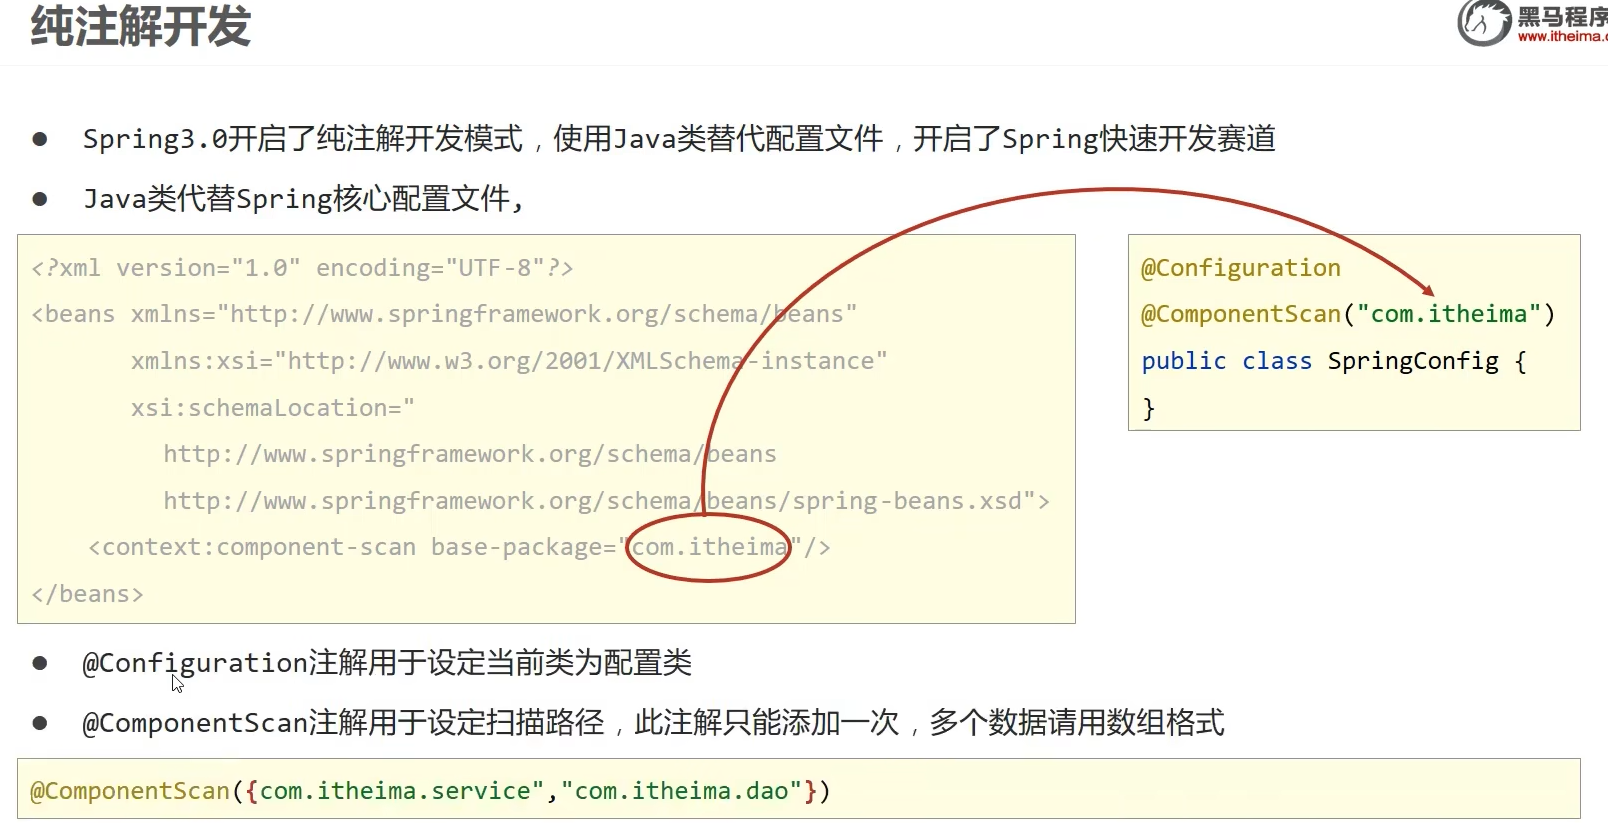 纯注解开发
黑马程序
www.itheima.c
Spring3.0开启了纯注解开发模式，使用Java类替代配置文件，开启了Spring快速开发赛道
Java类代替Spring核心配置文件,
<?xml version="1.0" encoding="UTF-8"?>
<beans xmlns="http://www.springframework.org/schema/beans"
xmlns:xsi="http://www.w3.org/2001/XMLSchema-instance"
xsi:schemaLocation="
http://www.springframework.org/schema/beans
http://www.springframework.org/schema/beans/spring-beans.xsd">
<context:component-scan base-package="com.itheima"/>
</beans>
@Configuration
@ComponentScan("com.itheima")
public class SpringConfig {
}
@Configuration注解用于设定当前类为配置类
@ComponentScan注解用于设定扫描路径，此注解只能添加一次，多个数据请用数组格式
@ComponentScan({com.itheima.service","com.itheima.dao"})